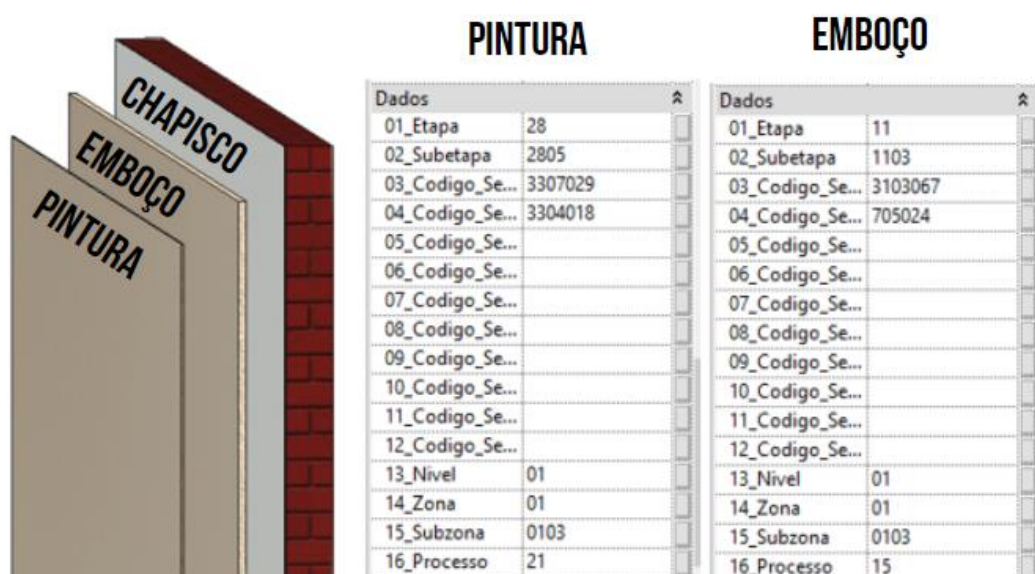 CHAPISCO
EMBOÇO
PINTURA
PINTURA
Dados
01_Etapa 28
02_Subetapa 2805
03_Codigo_Se... 3307029
04_Codigo_Se... 3304018
05_Codigo_Se...
06_Codigo_Se...
07_Codigo_Se...
08_Codigo_Se...
09_Codigo_Se...
10_Codigo_Se...
11_Codigo_Se...
12_Codigo_Se...
13_Nivel 01
14_Zona 01
15_Subzona 0103
16_Processo 21
EMBOÇO
Dados
01_Etapa 11
02_Subetapa 1103
03_Codigo_Se... 3103067
04_Codigo_Se... 705024
05_Codigo_Se...
06_Codigo_Se...
07_Codigo_Se...
08_Codigo_Se...
09_Codigo_Se...
10_Codigo_Se...
11_Codigo_Se...
12_Codigo_Se...
13_Nivel 01
14_Zona 01
15_Subzona 0103
16_Processo 15